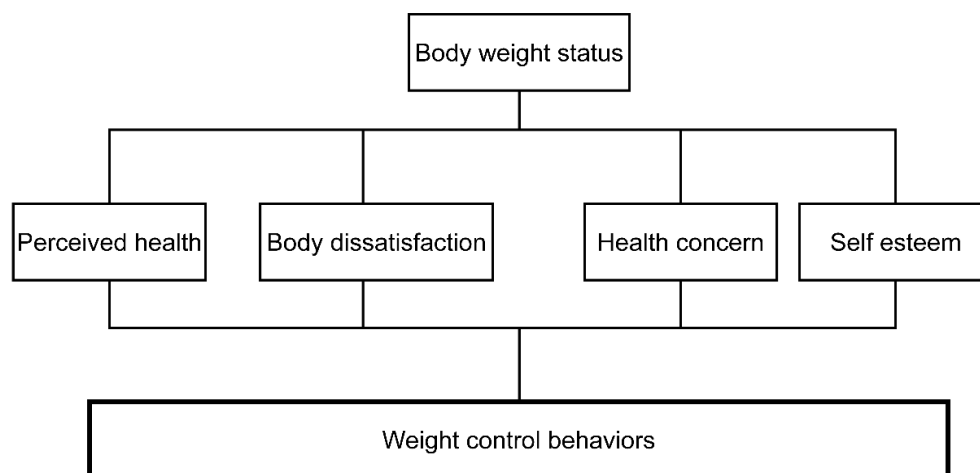 Body weight status
Perceived health
Body dissatisfaction
Health concern
Self esteem
Weight control behaviors